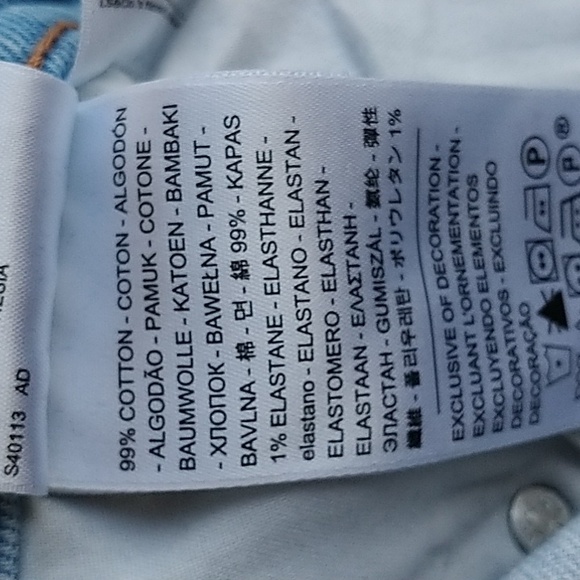 99% COTTON - COTON - ALGODÓN
- ALGODÃO - PAMUK - COTONE -
BAUMWOLLE - KATOEN - BAMBAKI
- ХЛОПОК - BAWEŁNA - PAMUT -
BAVLNA - 棉 - 면 - 綿 99% - KAPAS
1% ELASTANE - ELASTHANNE -
elastano - ELASTANO - ELASTAN -
ELASTOMERO - ELASTHAN -
ELASTAAN - ΕΛΑΣΤΑΝΗ -
ЭЛАСТАН - GUMISZÁL - 氨纶 - 彈性
纖維 - 폴리우레탄 - ポリウレタン 1%
EXCLUSIVE OF DECORATION -
EXCLUANT L'ORNEMENTATION -
EXCLUYENDO ELEMENTOS
DECORATIVOS - EXCLUINDO
DECORAÇÃO
P
P
®
S40113 AD